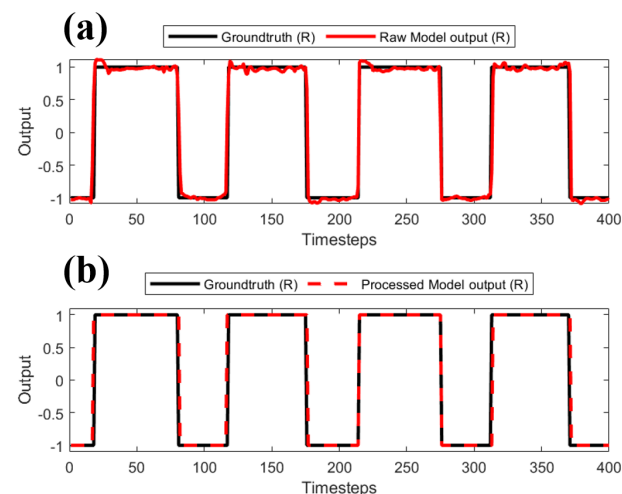 (a)
Groundtruth (R) Raw Model output (R)
1
0.5
0
-0.5
-1
Output
0 50 100 150 200 250 300 350 400
Timesteps
(b)
Groundtruth (R) Processed Model output (R)
1
0.5
0
-0.5
-1
Output
0 50 100 150 200 250 300 350 400
Timesteps